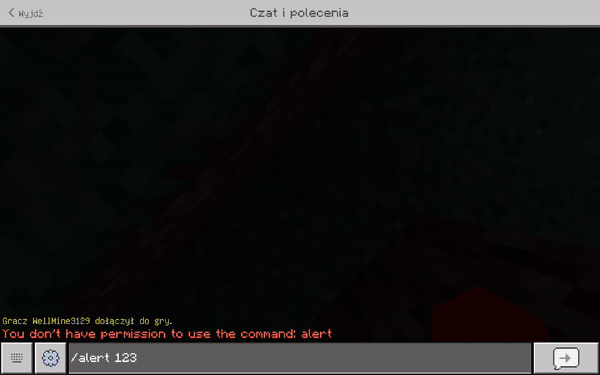 Wyjdź
Czat i polecenia
Gracz WellMine3129 dołączył do gry.
You don't have permission to use the command: alert
/alert 123